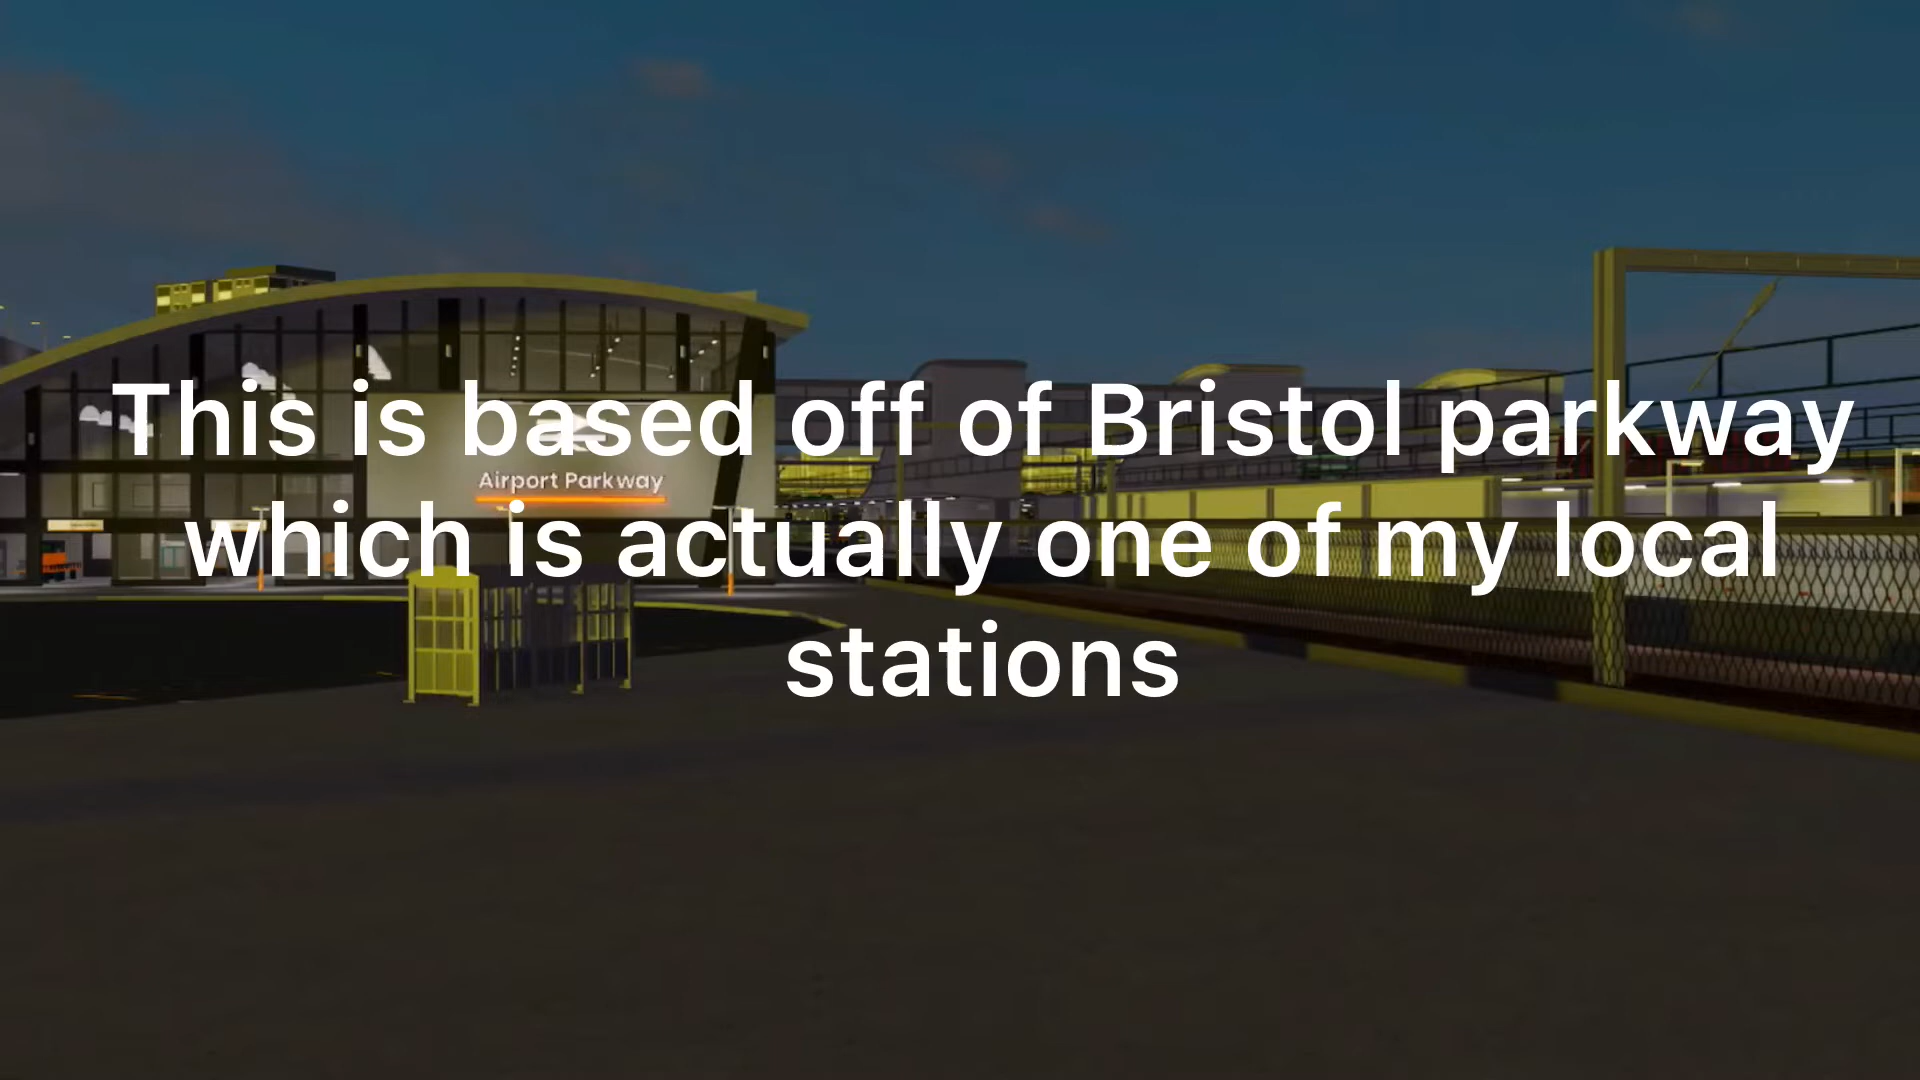 This is based off of Bristol parkway
Airport Parkway
which is actually one of my local
stations